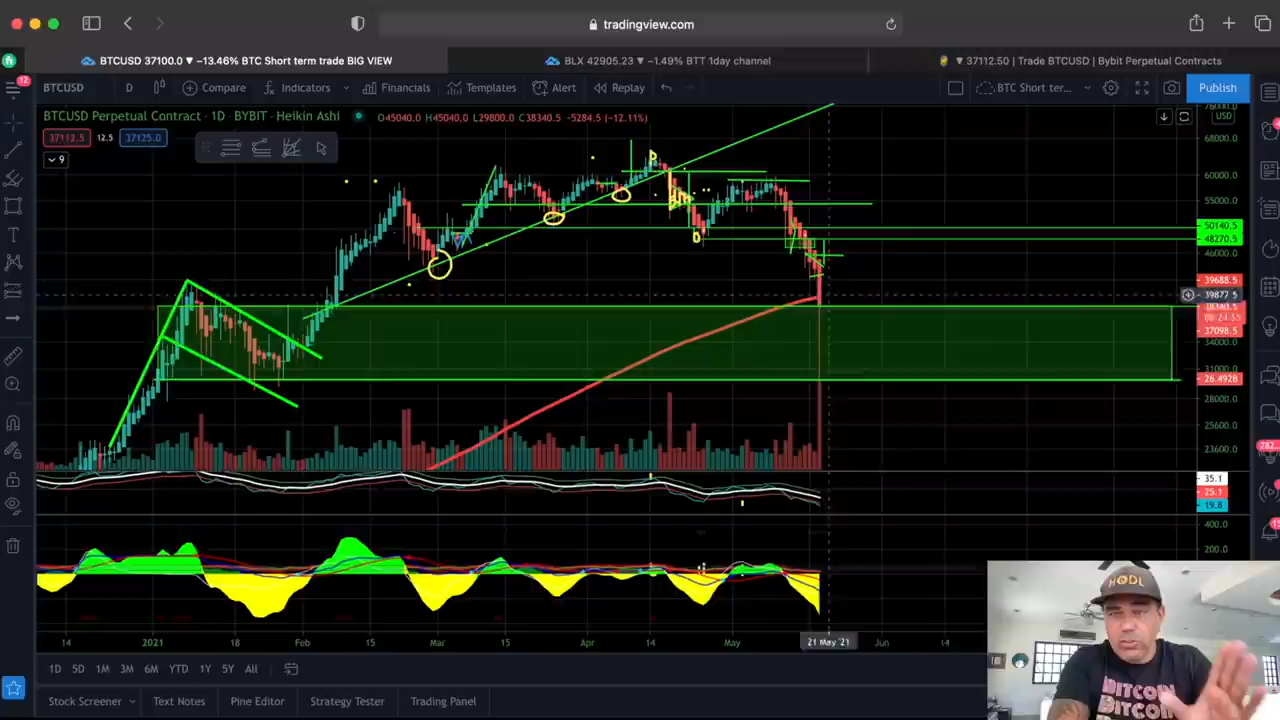 tradingview.com
BTCUSD 37100.0 ▼ −13.46% BTC Short term trade BIG VIEW
BLX 42905.23 ▼ −1.49% BTT 1day channel
▼ 37112.50 | Trade BTCUSD | Bybit Perpetual Contracts
12
BTCUSD
D
Compare
Indicators
Financials
Templates
Alert
Replay
BTC Short ter...
Publish
BTCUSD Perpetual Contract · 1D · BYBIT · Heikin Ashi
O45040.0 H45040.0 L29800.0 C38340.5 −5284.5 (−12.11%)
USD
37112.5
12.5
37125.0
9
68000.0
60000.0
55000.0
50140.5
48270.5
46000.0
39688.5
39877.5
37098.5
34000.0
31000.0
26.492B
28000.0
25600.0
23600.0
35.1
25.1
19.8
400.0
200.0
14
2021
18
Feb
15
Mar
15
Apr
14
May
21 May '21
Jun
14
1D
5D
1M
3M
6M
YTD
1Y
5Y
All
Stock Screener
Text Notes
Pine Editor
Strategy Tester
Trading Panel
HODL
BITCOIN
BITCOIN